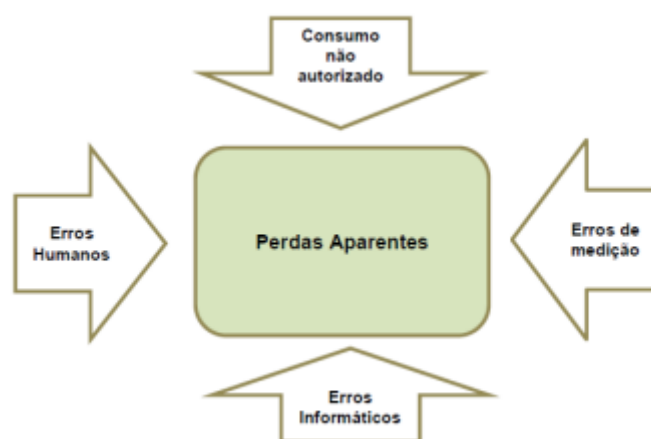 Consumo
não
autorizado
Erros
Humanos
Perdas Aparentes
Erros de
medição
Erros
Informáticos